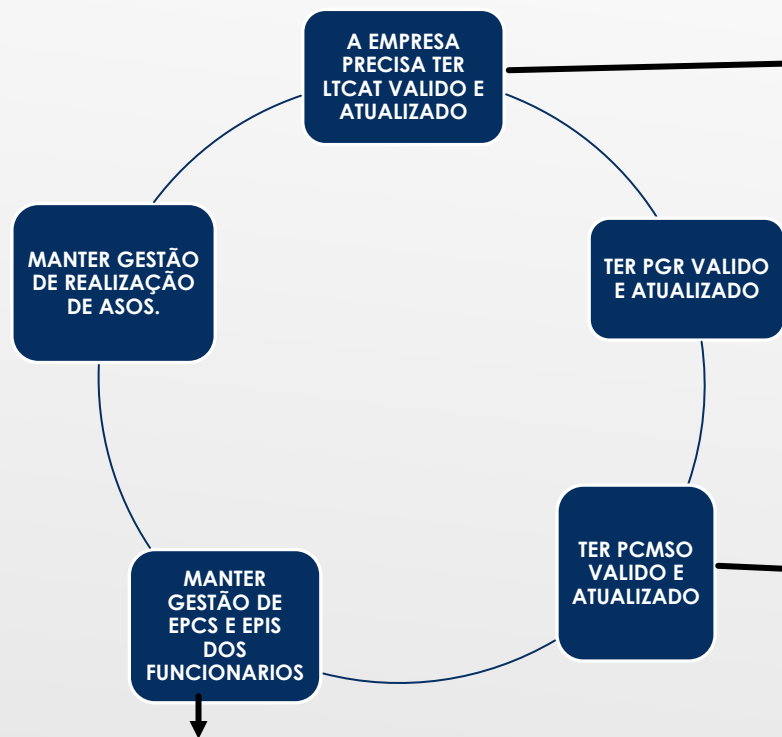 A EMPRESA
PRECISA TER
LTCAT VALIDO E
ATUALIZADO
TER PGR VALIDO
E ATUALIZADO
TER PCMSO
VALIDO E
ATUALIZADO
MANTER
GESTÃO DE
EPCS E EPIS
DOS
FUNCIONARIOS
MANTER GESTÃO
DE REALIZAÇÃO
DE ASOS.